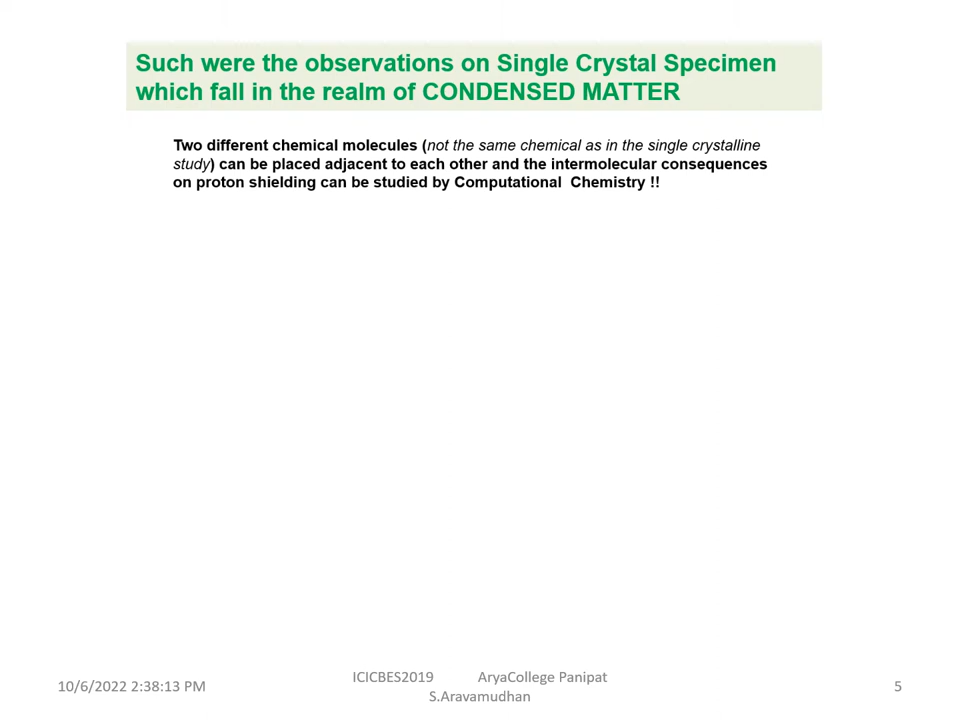 Such were the observations on Single Crystal Specimen
which fall in the realm of CONDENSED MATTER
Two different chemical molecules (not the same chemical as in the single crystalline
study) can be placed adjacent to each other and the intermolecular consequences
on proton shielding can be studied by Computational Chemistry !!
10/6/2022 2:38:13 PM
ICICBES2019 AryaCollege Panipat
S.Aravamudhan
5